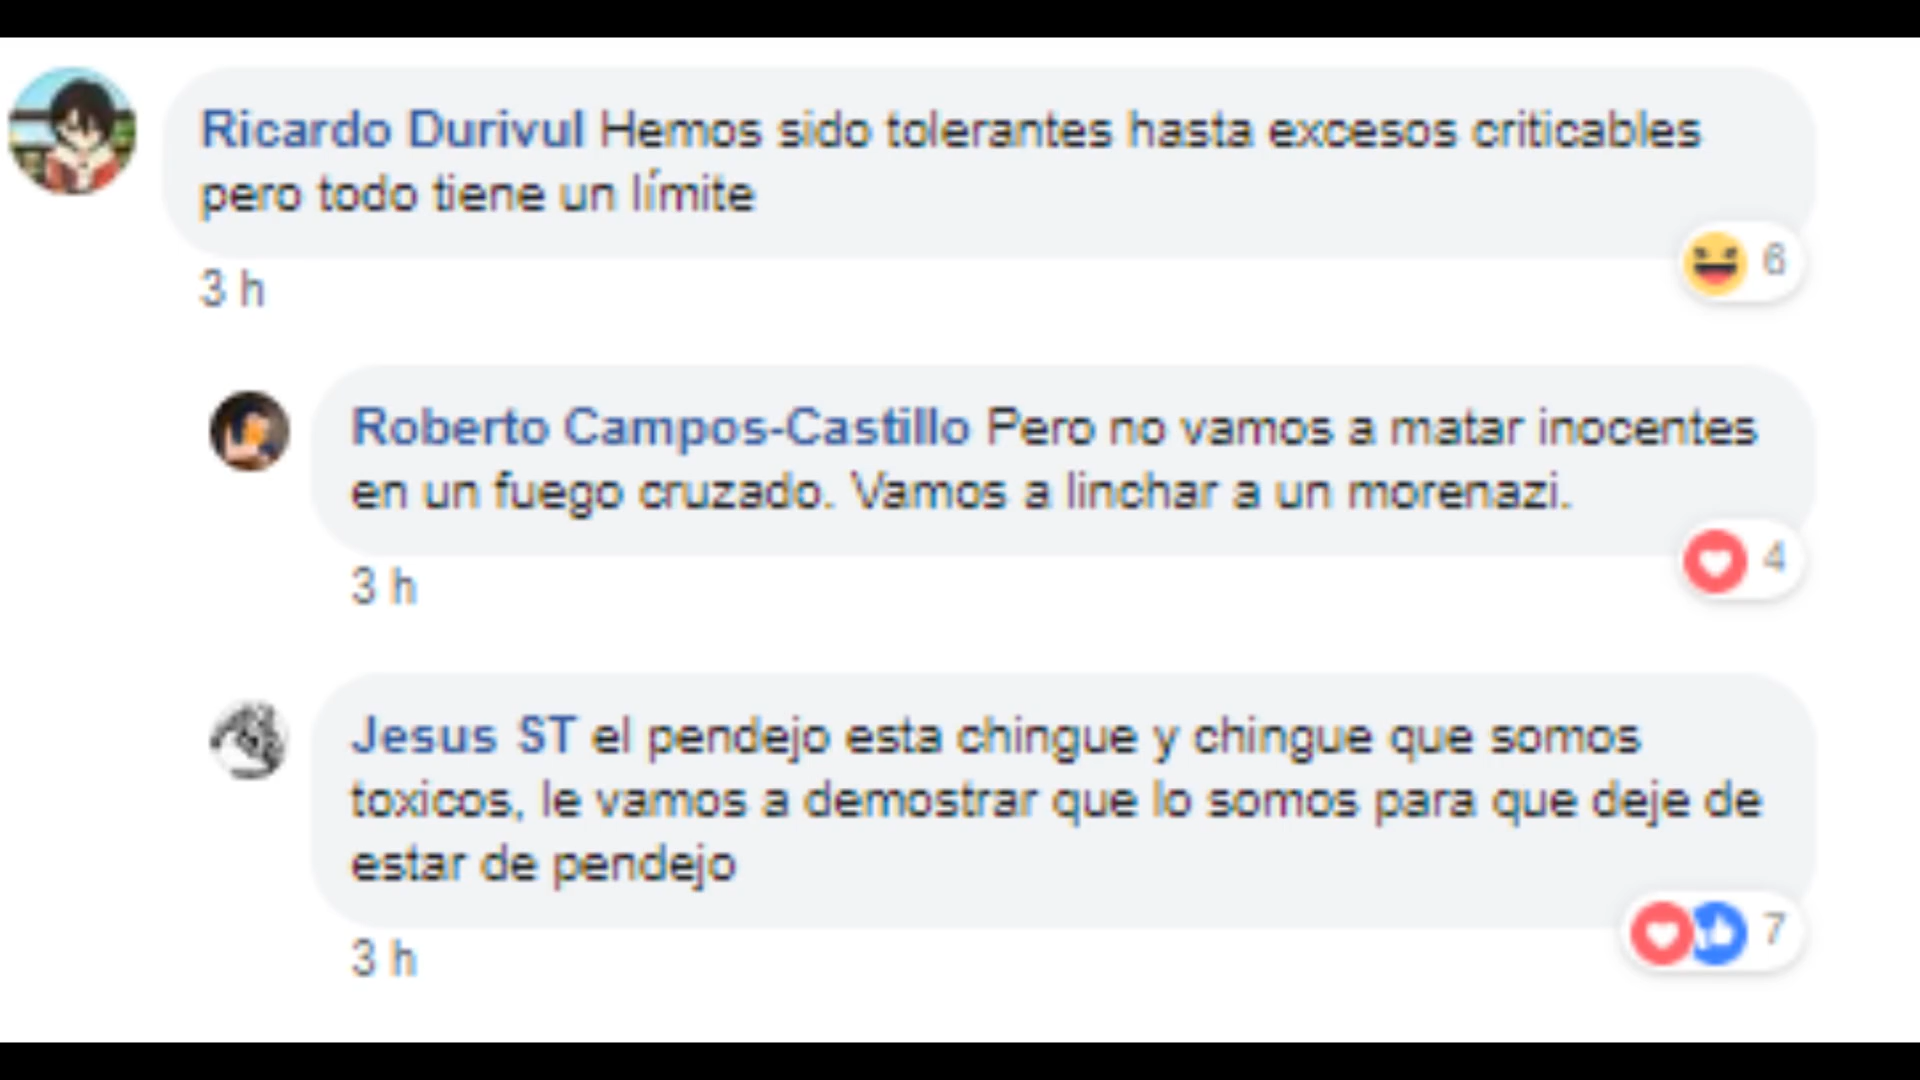 Ricardo Durivul Hemos sido tolerantes hasta excesos criticables
pero todo tiene un límite
6
3 h
Roberto Campos-Castillo Pero no vamos a matar inocentes
en un fuego cruzado. Vamos a linchar a un morenazi.
4
3 h
Jesus ST el pendejo esta chingue y chingue que somos
toxicos, le vamos a demostrar que lo somos para que deje de
estar de pendejo
7
3 h